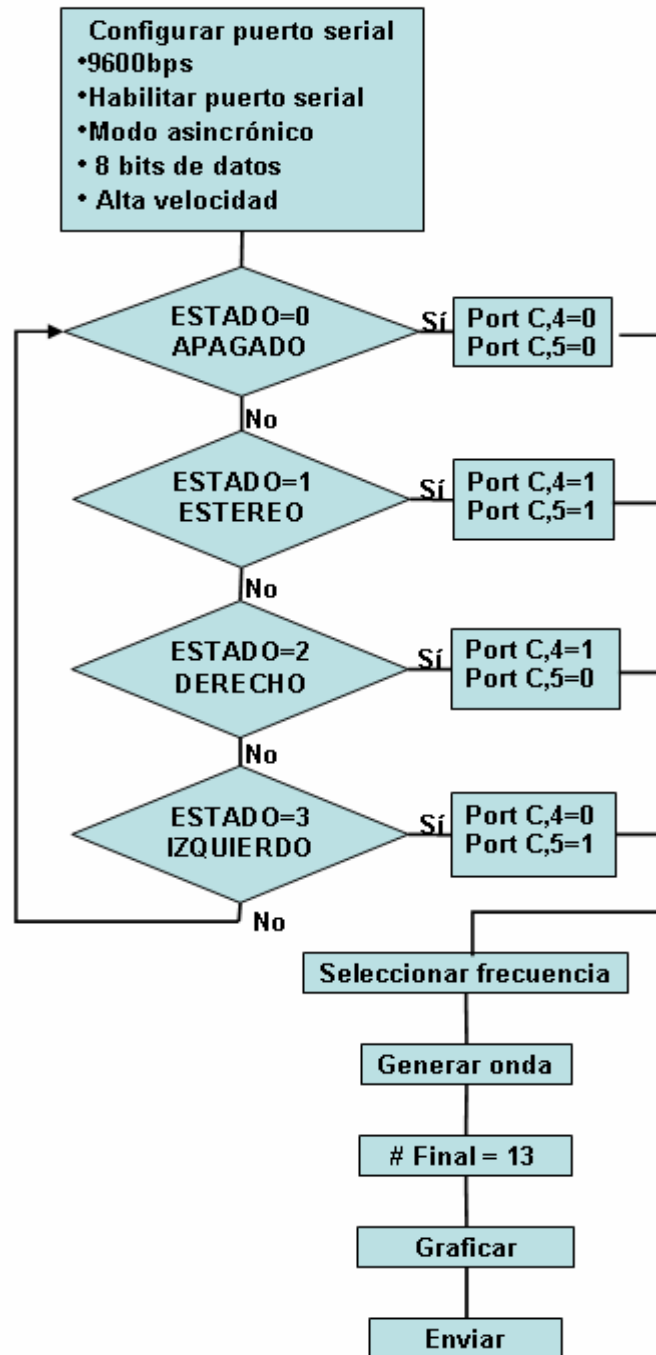 Configurar puerto serial
•9600bps
•Habilitar puerto serial
•Modo asincrónico
• 8 bits de datos
• Alta velocidad
ESTADO=0
APAGADO
Sí
Port C,4=0
Port C,5=0
No
ESTADO=1
ESTEREO
Sí
Port C,4=1
Port C,5=1
No
ESTADO=2
DERECHO
Sí
Port C,4=1
Port C,5=0
No
ESTADO=3
IZQUIERDO
Sí
Port C,4=0
Port C,5=1
No
Seleccionar frecuencia
Generar onda
# Final = 13
Graficar
Enviar